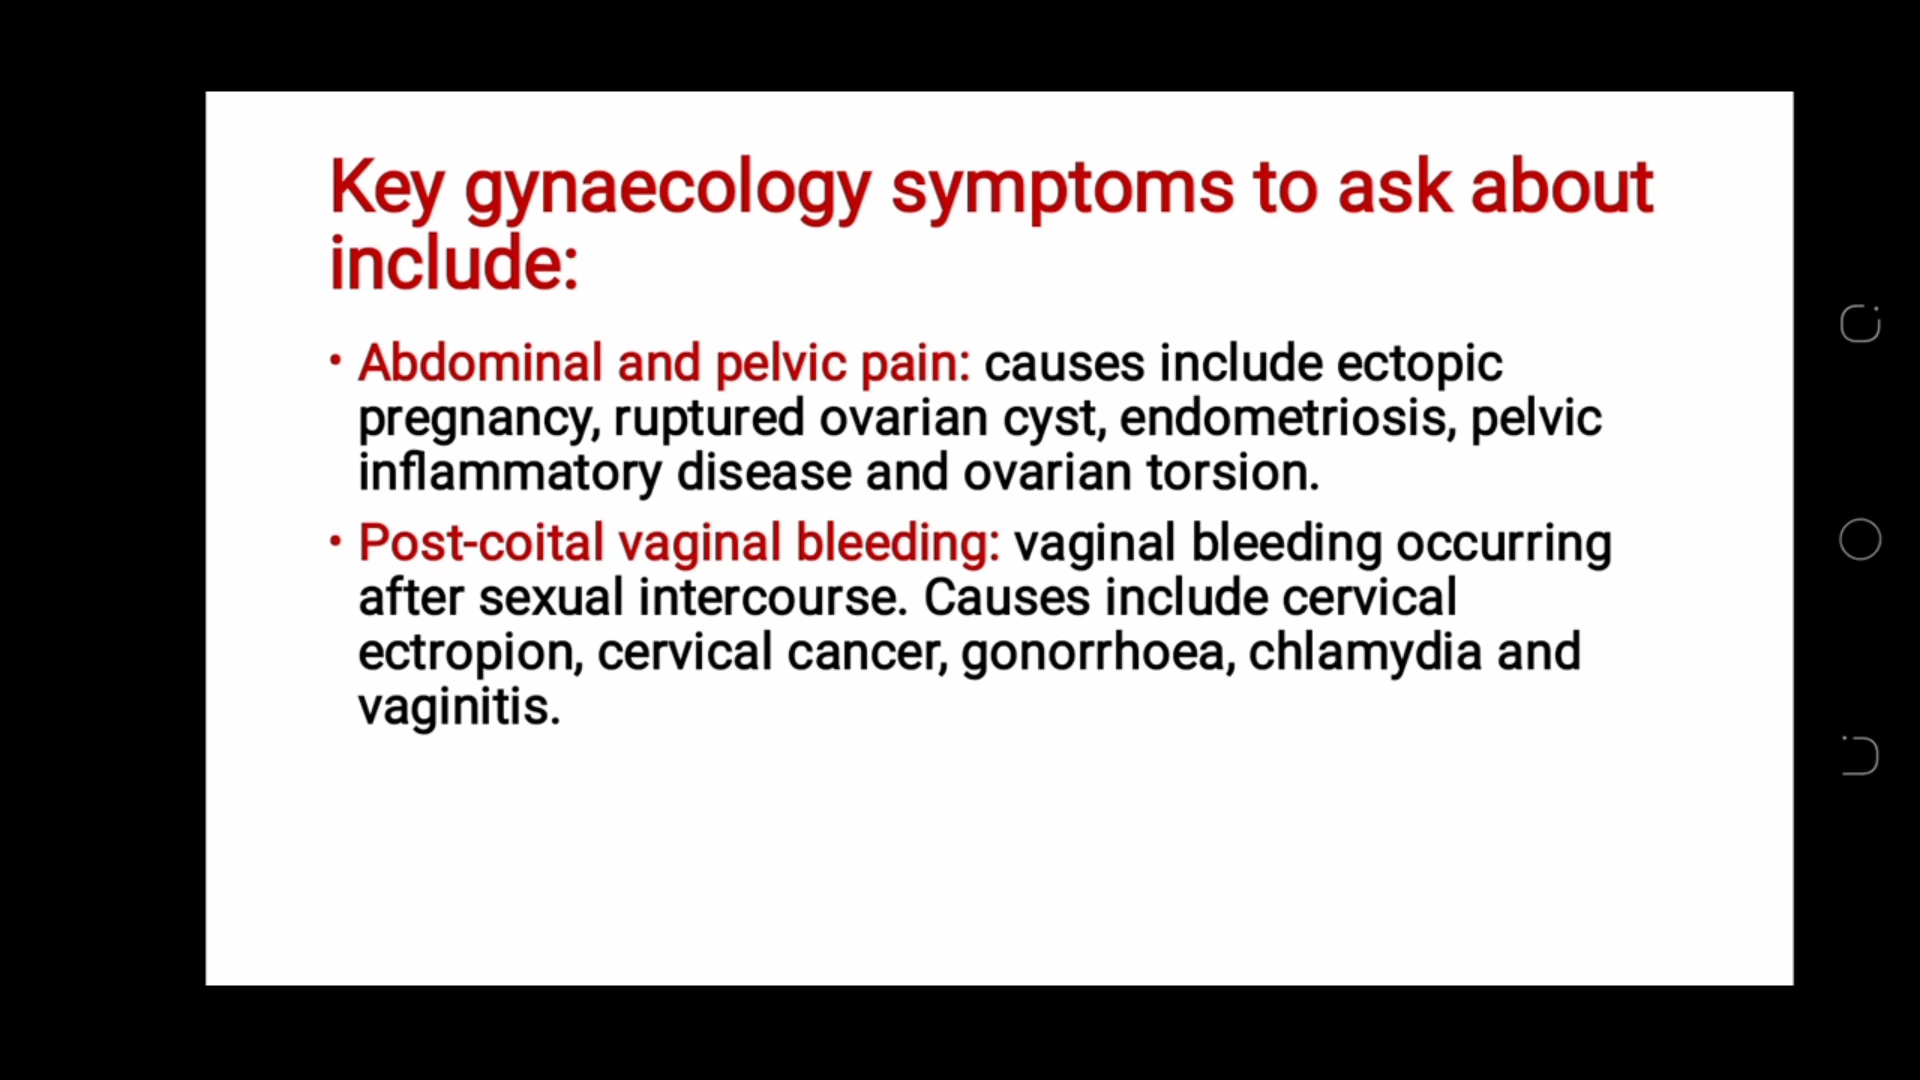 Key gynaecology symptoms to ask about
include:
• Abdominal and pelvic pain: causes include ectopic
pregnancy, ruptured ovarian cyst, endometriosis, pelvic
inflammatory disease and ovarian torsion.
• Post-coital vaginal bleeding: vaginal bleeding occurring
after sexual intercourse. Causes include cervical
ectropion, cervical cancer, gonorrhoea, chlamydia and
vaginitis.